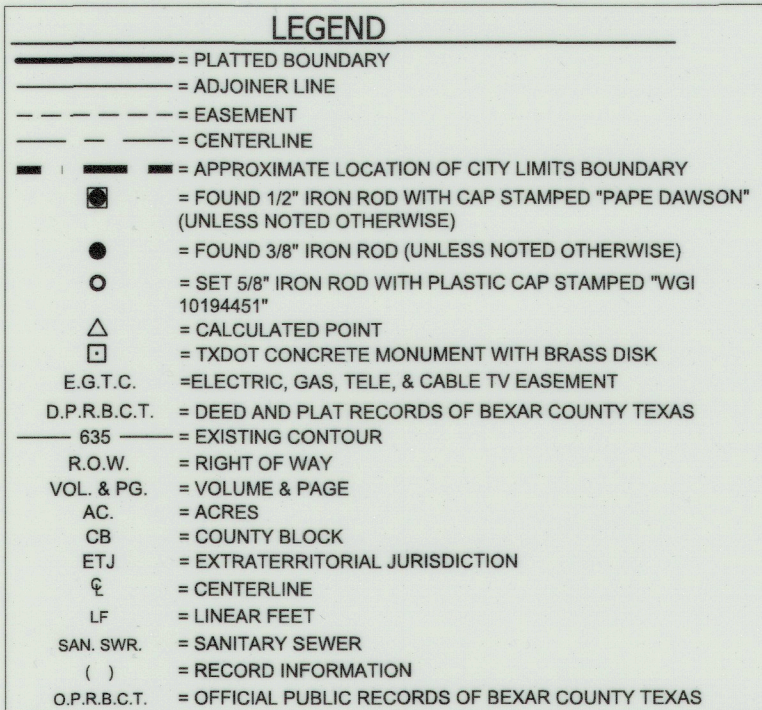 LEGEND
= PLATTED BOUNDARY
= ADJOINER LINE
= EASEMENT
= CENTERLINE
= APPROXIMATE LOCATION OF CITY LIMITS BOUNDARY
= FOUND 1/2" IRON ROD WITH CAP STAMPED "PAPE DAWSON"
(UNLESS NOTED OTHERWISE)
= FOUND 3/8" IRON ROD (UNLESS NOTED OTHERWISE)
= SET 5/8" IRON ROD WITH PLASTIC CAP STAMPED "WGI
10194451"
= CALCULATED POINT
= TXDOT CONCRETE MONUMENT WITH BRASS DISK
E.G.T.C. =ELECTRIC, GAS, TELE, & CABLE TV EASEMENT
D.P.R.B.C.T. = DEED AND PLAT RECORDS OF BEXAR COUNTY TEXAS
635 = EXISTING CONTOUR
R.O.W. = RIGHT OF WAY
VOL. & PG. = VOLUME & PAGE
AC. = ACRES
CB = COUNTY BLOCK
ETJ = EXTRATERRITORIAL JURISDICTION
℄ = CENTERLINE
LF = LINEAR FEET
SAN. SWR. = SANITARY SEWER
( ) = RECORD INFORMATION
O.P.R.B.C.T. = OFFICIAL PUBLIC RECORDS OF BEXAR COUNTY TEXAS